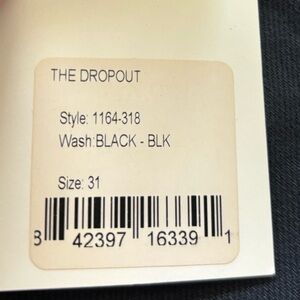 THE DROPOUT
Style: 1164-318
Wash:BLACK - BLK
Size: 31
8 42397 16339 1